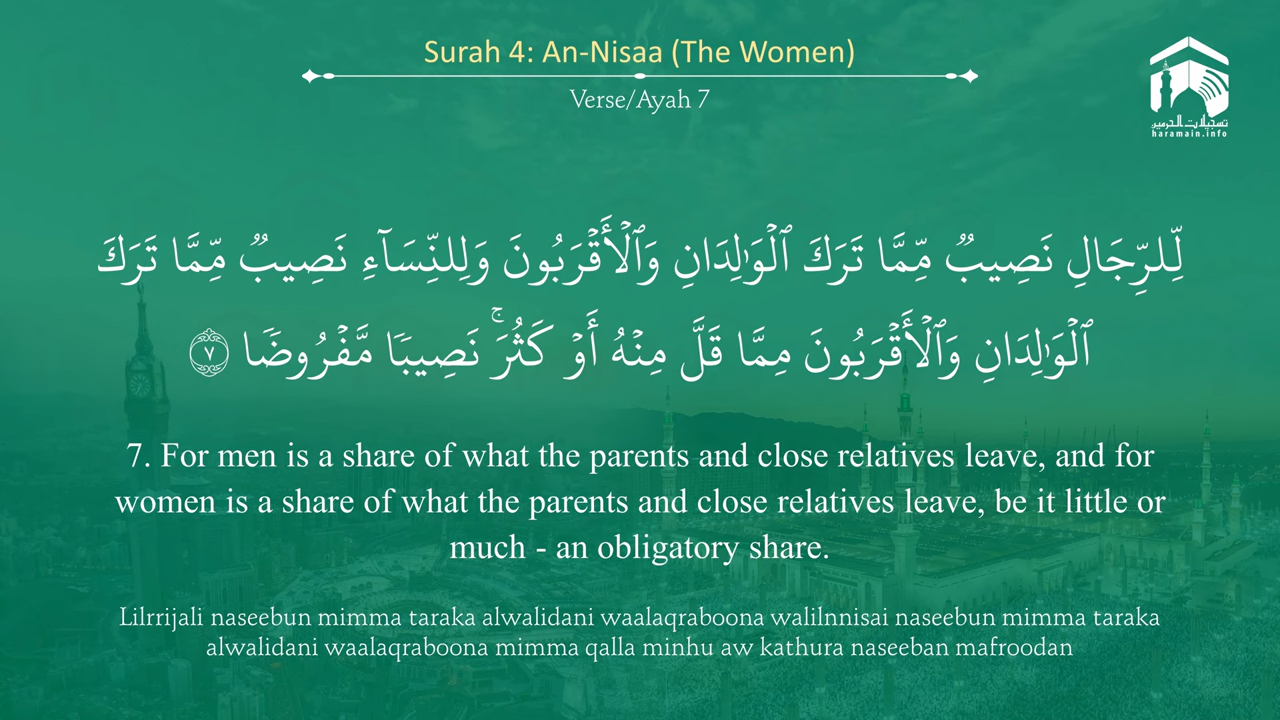 Surah 4: An-Nisaa (The Women)
Verse/Ayah 7
تسجيلات الحرمين
haramain.info
لِّلرِّجَالِ نَصِيبٌ مِّمَّا تَرَكَ ٱلْوَٰلِدَانِ وَٱلْأَقْرَبُونَ وَلِلنِّسَآءِ نَصِيبٌ مِّمَّا تَرَكَ
ٱلْوَٰلِدَانِ وَٱلْأَقْرَبُونَ مِمَّا قَلَّ مِنْهُ أَوْ كَثُرَ ۚ نَصِيبًا مَّفْرُوضًا ٧
7. For men is a share of what the parents and close relatives leave, and for
women is a share of what the parents and close relatives leave, be it little or
much - an obligatory share.
Lilrrijali naseebun mimma taraka alwalidani waalaqraboona walilnnisai naseebun mimma taraka
alwalidani waalaqraboona mimma qalla minhu aw kathura naseeban mafroodan